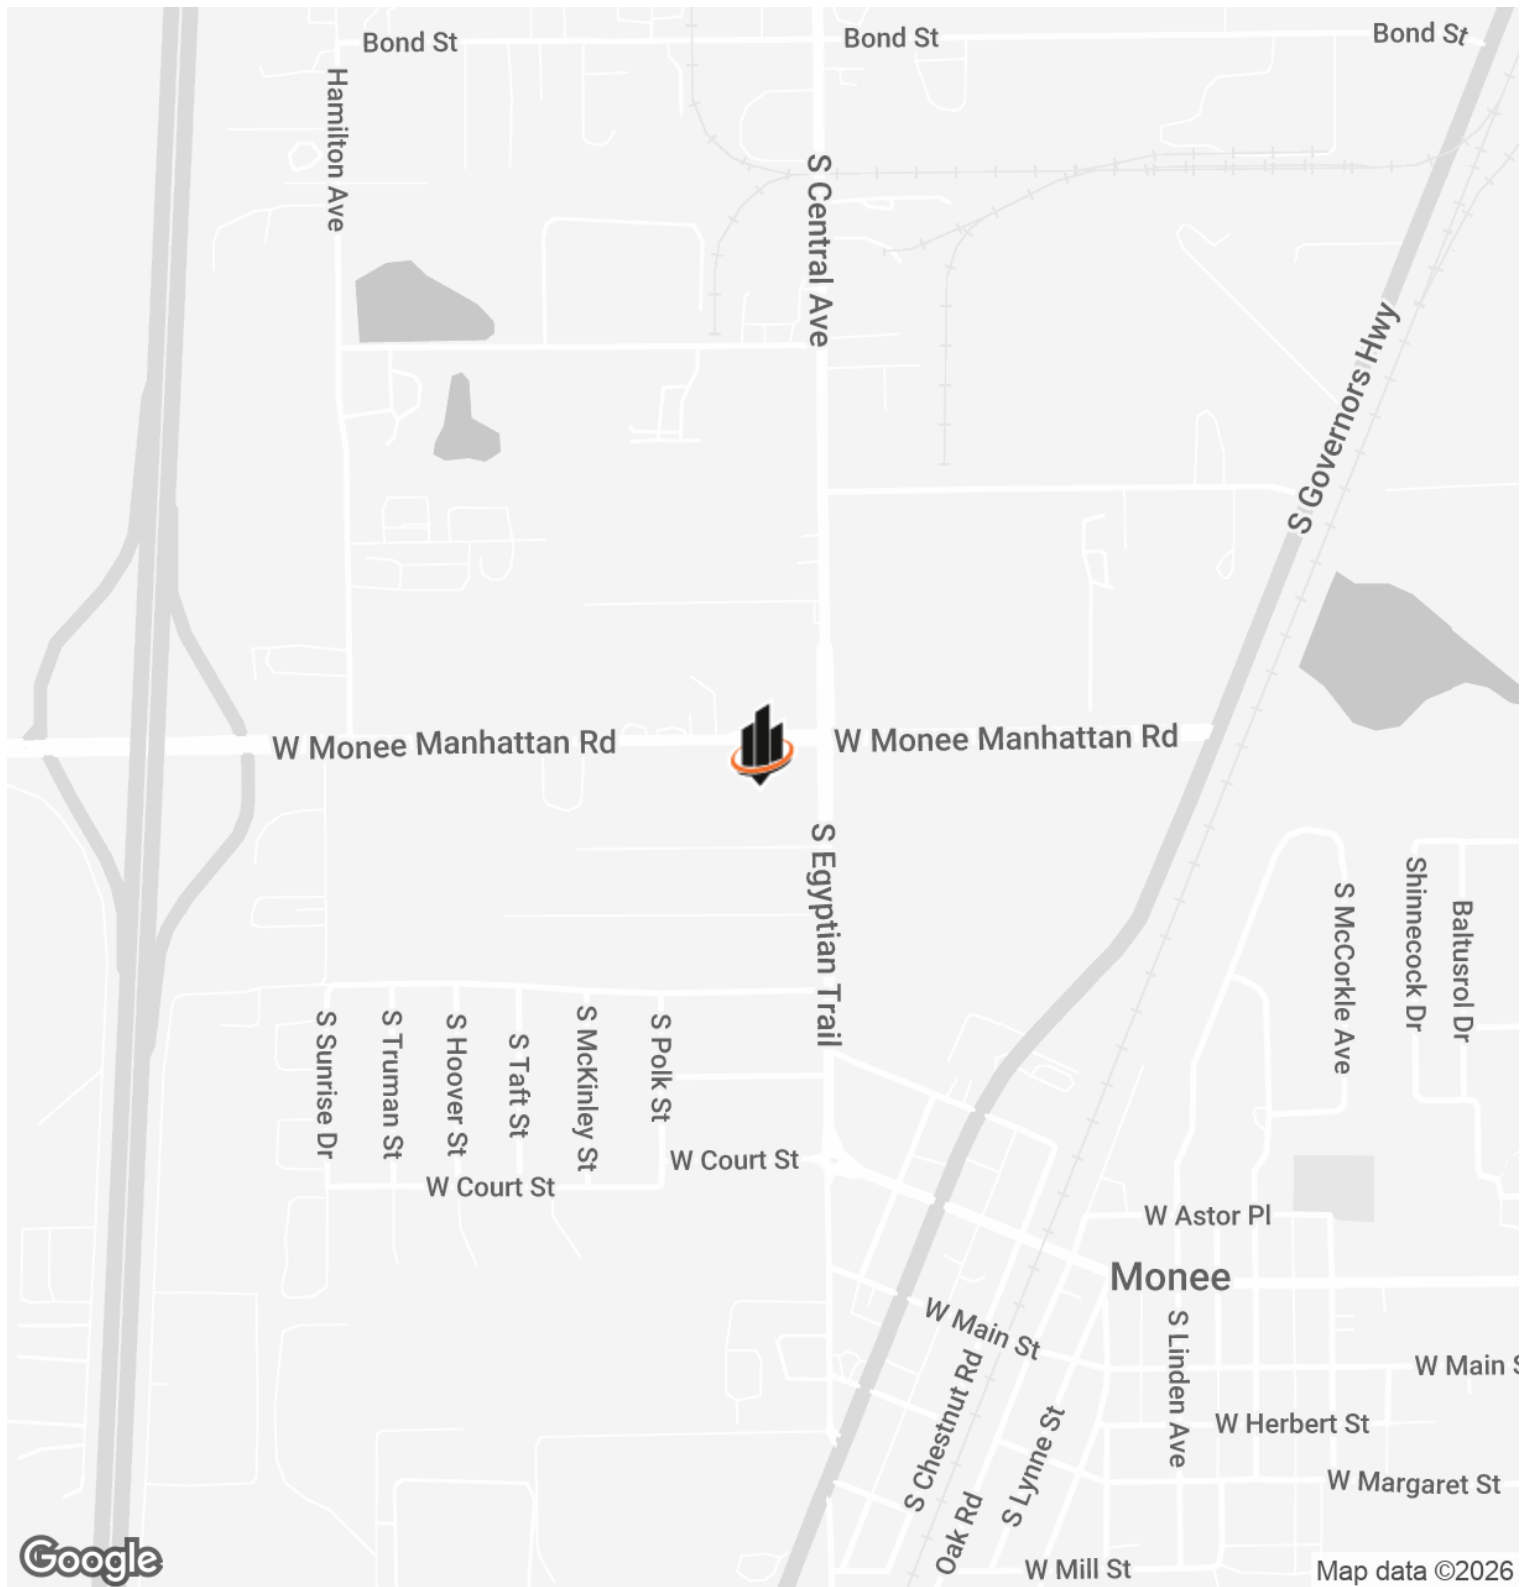 Bond St
Bond St
Bond St
Hamilton Ave
S Central Ave
S Governors Hwy
W Monee Manhattan Rd
W Monee Manhattan Rd
S Egyptian Trail
S McCorkle Ave
Shinnecock Dr
Baltusrol Dr
S Sunrise Dr
S Truman St
S Hoover St
S Taft St
S McKinley St
S Polk St
W Court St
W Court St
W Astor Pl
Monee
W Main St
S Linden Ave
W Main S
S Chestnut Rd
S Lynne St
W Herbert St
W Margaret St
Oak Rd
W Mill St
Google
Map data ©2026